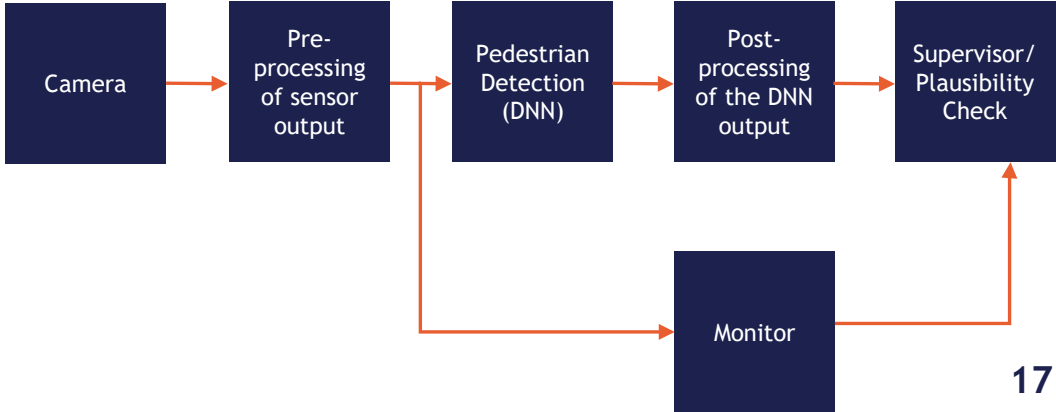 Camera
Pre-
processing
of sensor
output
Pedestrian
Detection
(DNN)
Post-
processing
of the DNN
output
Supervisor/
Plausibility
Check
Monitor
17